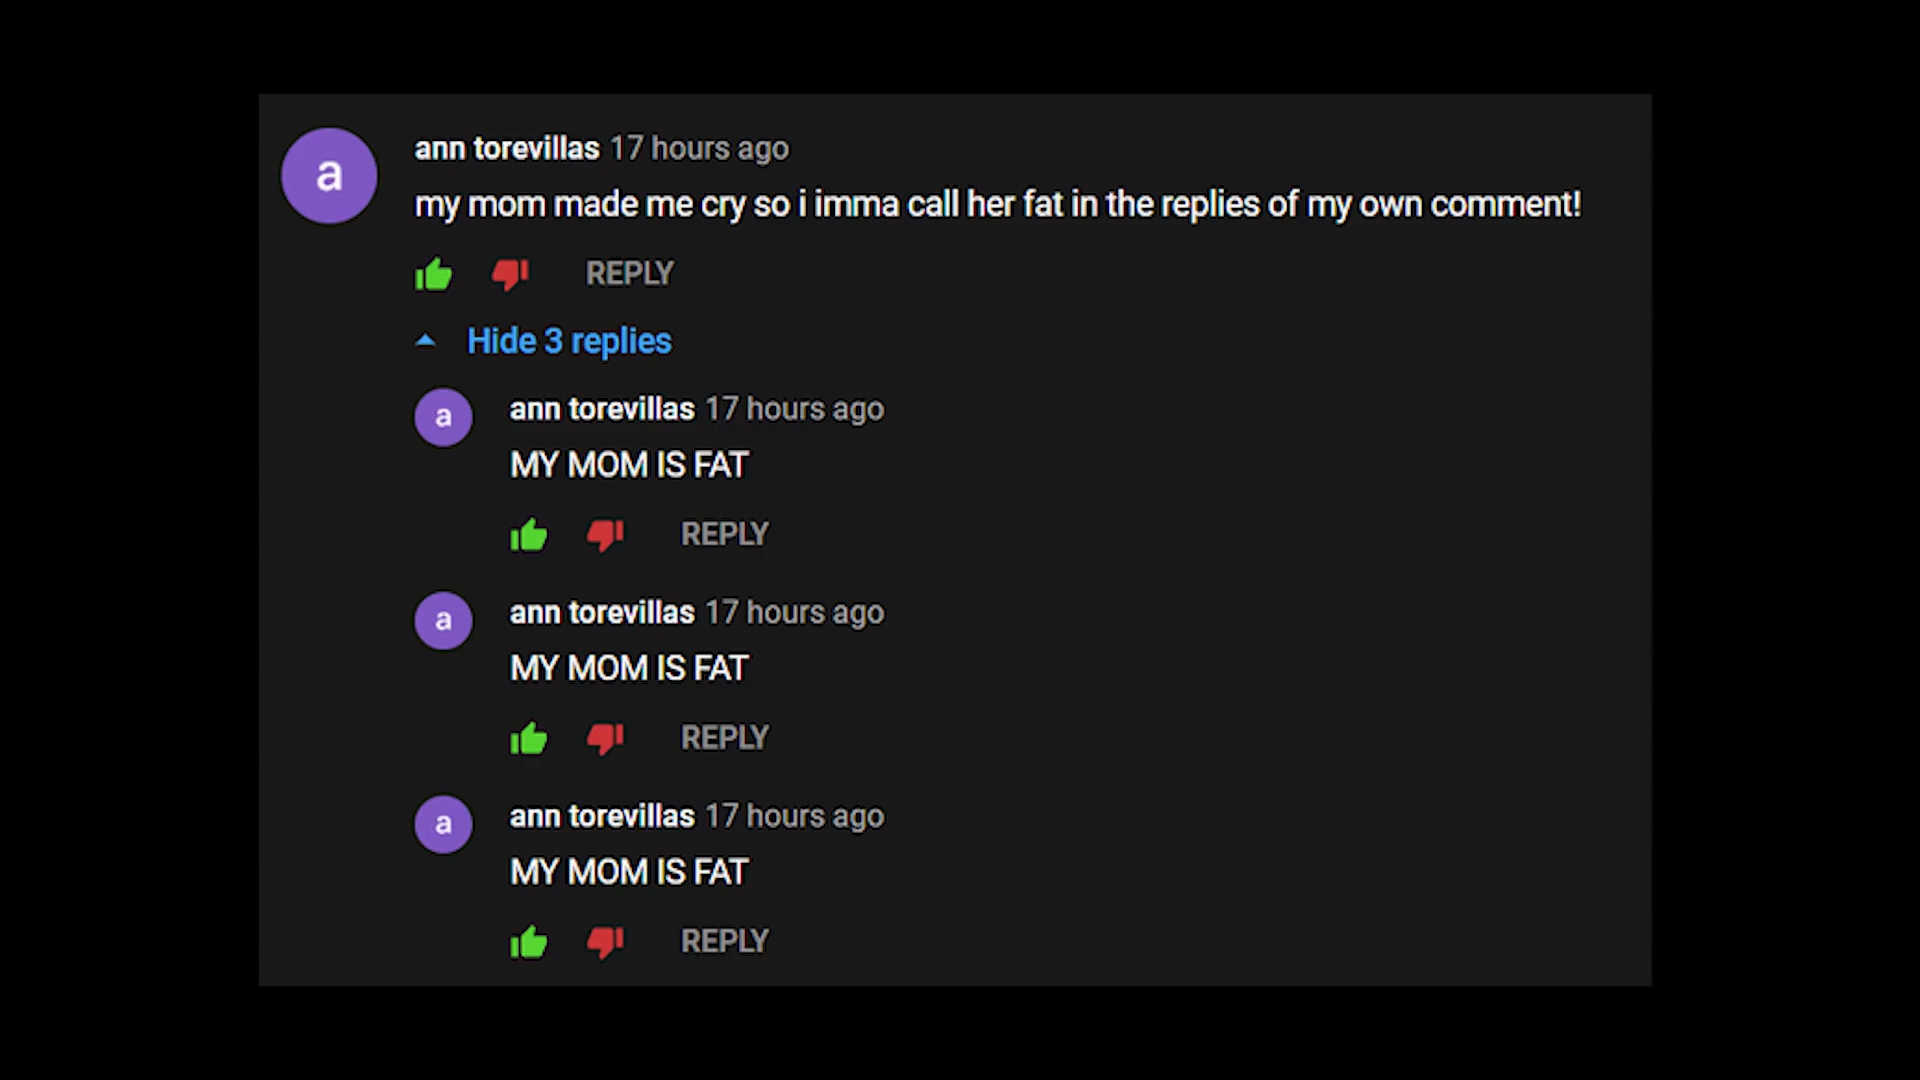 a
ann torevillas 17 hours ago
my mom made me cry so i imma call her fat in the replies of my own comment!
REPLY
Hide 3 replies
a
ann torevillas 17 hours ago
MY MOM IS FAT
REPLY
a
ann torevillas 17 hours ago
MY MOM IS FAT
REPLY
a
ann torevillas 17 hours ago
MY MOM IS FAT
REPLY